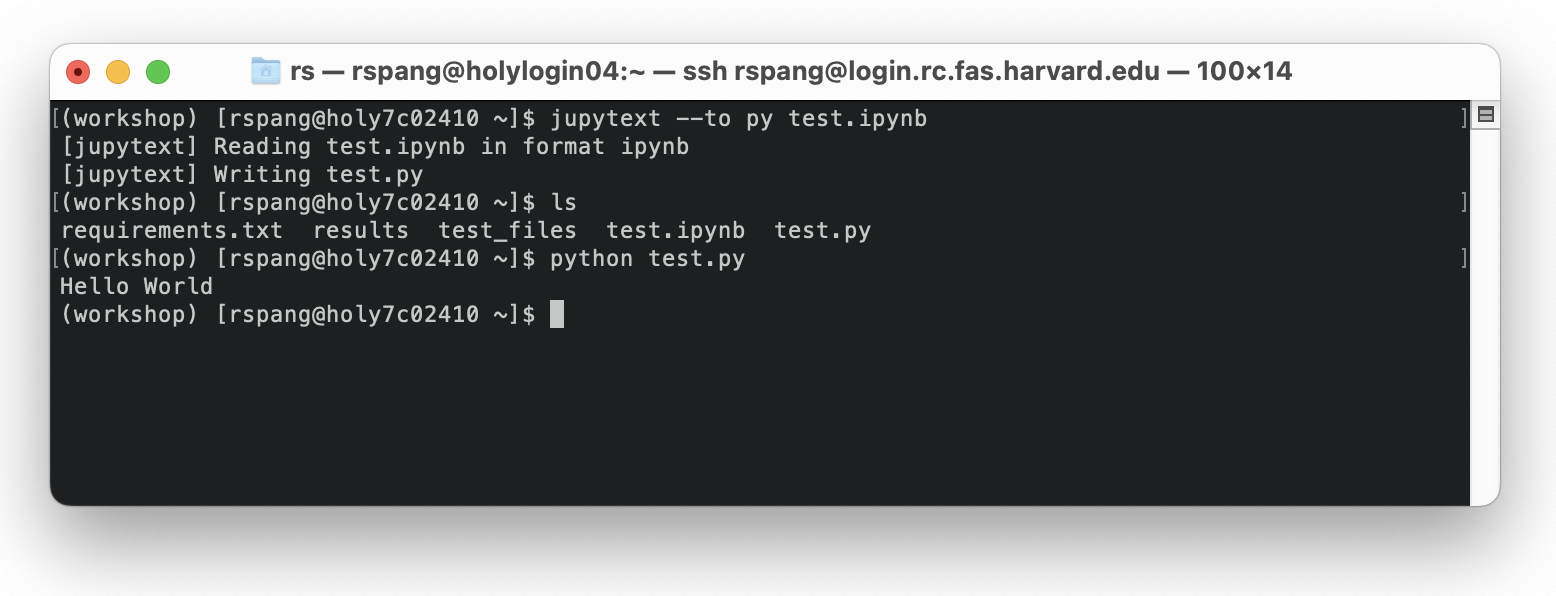 rs — rspang@holylogin04:~ — ssh rspang@login.rc.fas.harvard.edu — 100×14
[(workshop) [rspang@holy7c02410 ~]$ jupytext --to py test.ipynb ]
[jupytext] Reading test.ipynb in format ipynb
[jupytext] Writing test.py
[(workshop) [rspang@holy7c02410 ~]$ ls ]
requirements.txt  results  test_files  test.ipynb  test.py
[(workshop) [rspang@holy7c02410 ~]$ python test.py ]
Hello World
(workshop) [rspang@holy7c02410 ~]$